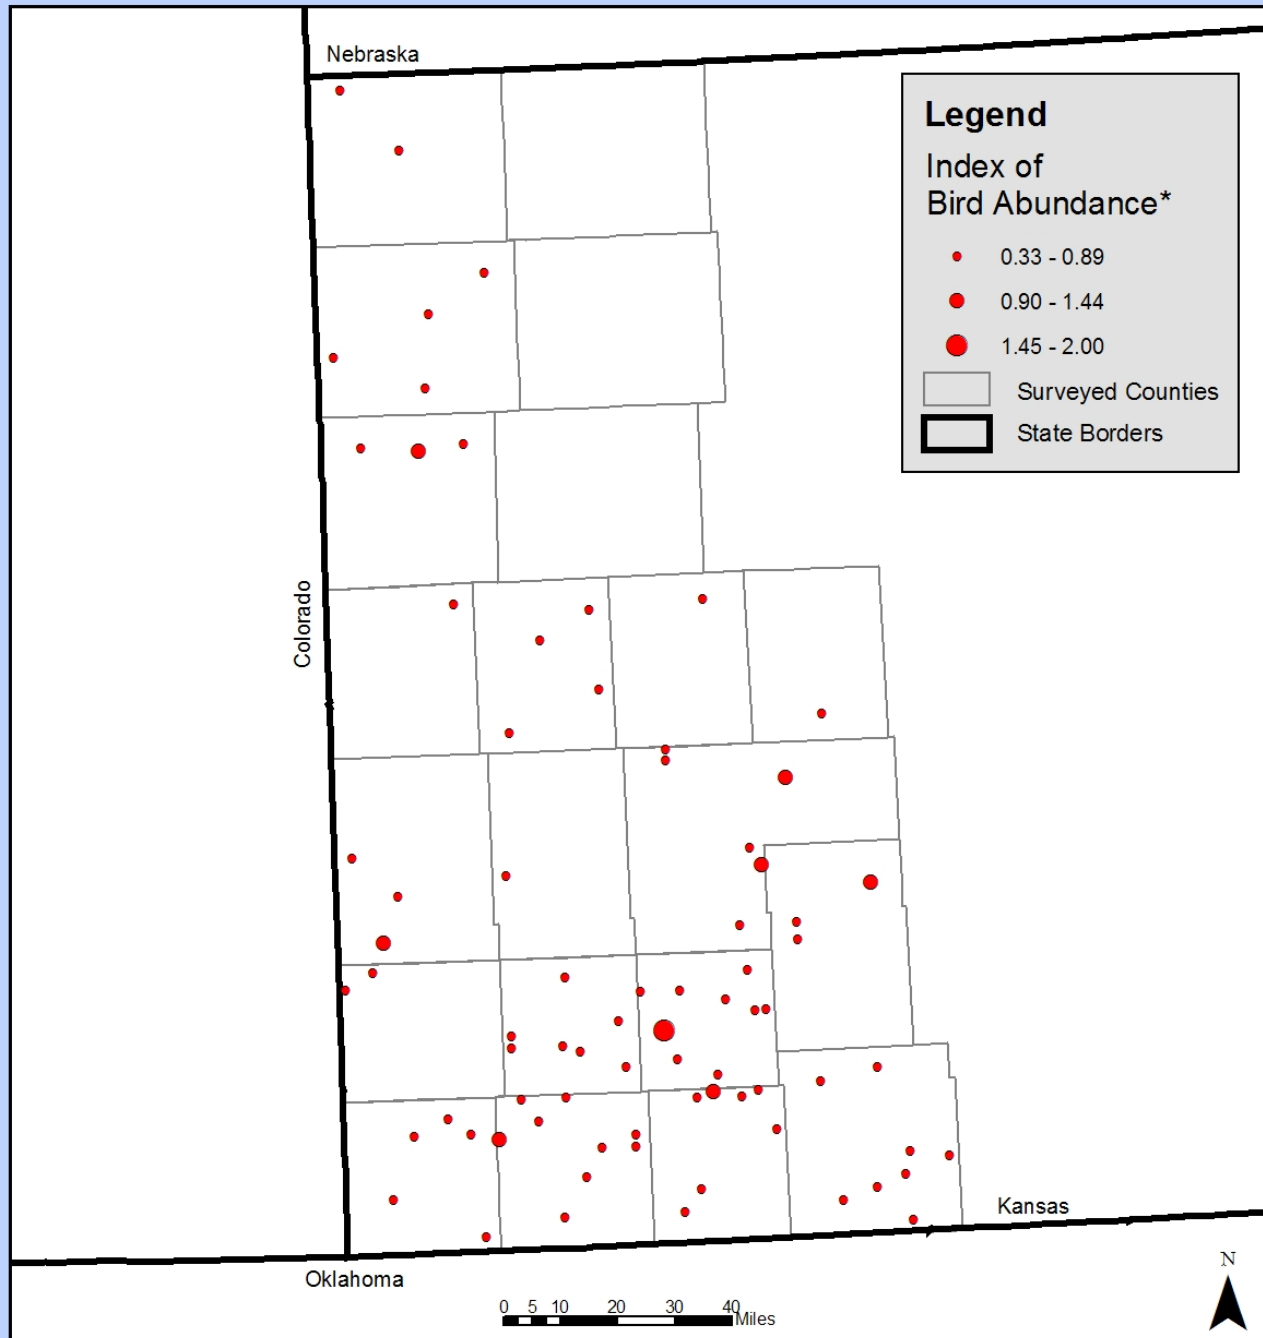 Nebraska
Legend
Index of
Bird Abundance*
0.33 - 0.89
0.90 - 1.44
1.45 - 2.00
Surveyed Counties
State Borders
Colorado
Kansas
Oklahoma
N
0 5 10 20 30 40
Miles